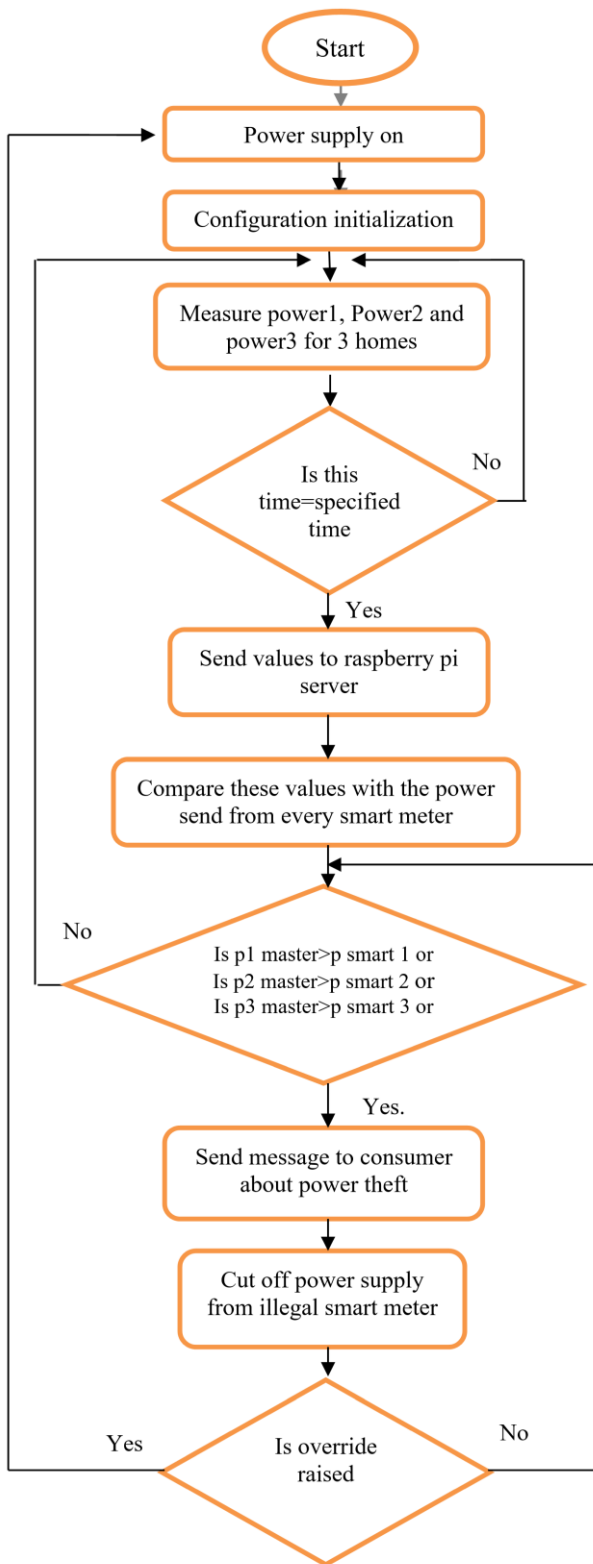 Start
Power supply on
Configuration initialization
Measure power1, Power2 and
power3 for 3 homes
No
Is this
time=specified
time
Yes
Send values to raspberry pi
server
Compare these values with the power
send from every smart meter
No
Is p1 master>p smart 1 or
Is p2 master>p smart 2 or
Is p3 master>p smart 3 or
Yes.
Send message to consumer
about power theft
Cut off power supply
from illegal smart meter
Yes
Is override
raised
No